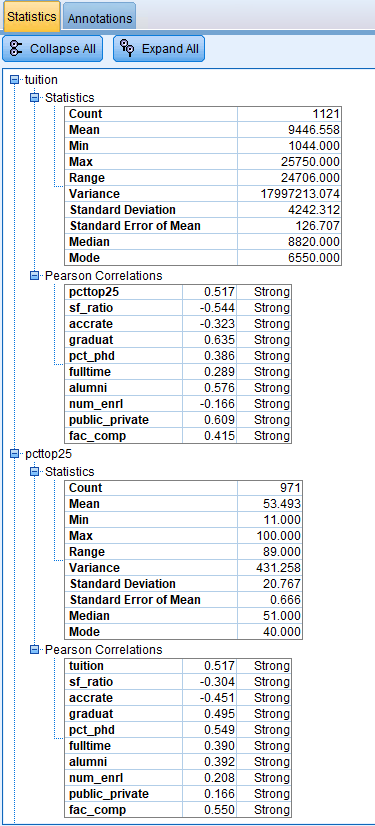 Statistics Annotations
Collapse All Expand All
tuition
Statistics
Count 1121
Mean 9446.558
Min 1044.000
Max 25750.000
Range 24706.000
Variance 17997213.074
Standard Deviation 4242.312
Standard Error of Mean 126.707
Median 8820.000
Mode 6550.000
Pearson Correlations
pcttop25 0.517 Strong
sf_ratio -0.544 Strong
accrate -0.323 Strong
graduat 0.635 Strong
pct_phd 0.386 Strong
fulltime 0.289 Strong
alumni 0.576 Strong
num_enrl -0.166 Strong
public_private 0.609 Strong
fac_comp 0.415 Strong
pcttop25
Statistics
Count 971
Mean 53.493
Min 11.000
Max 100.000
Range 89.000
Variance 431.258
Standard Deviation 20.767
Standard Error of Mean 0.666
Median 51.000
Mode 40.000
Pearson Correlations
tuition 0.517 Strong
sf_ratio -0.304 Strong
accrate -0.451 Strong
graduat 0.495 Strong
pct_phd 0.549 Strong
fulltime 0.390 Strong
alumni 0.392 Strong
num_enrl 0.208 Strong
public_private 0.166 Strong
fac_comp 0.550 Strong